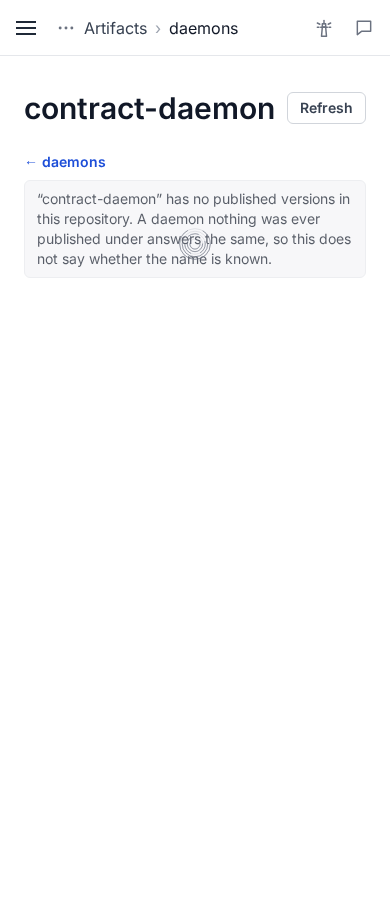 ··· Artifacts › daemons
contract-daemon Refresh
← daemons
“contract-daemon” has no published versions in
this repository. A daemon nothing was ever
published under answers the same, so this does
not say whether the name is known.